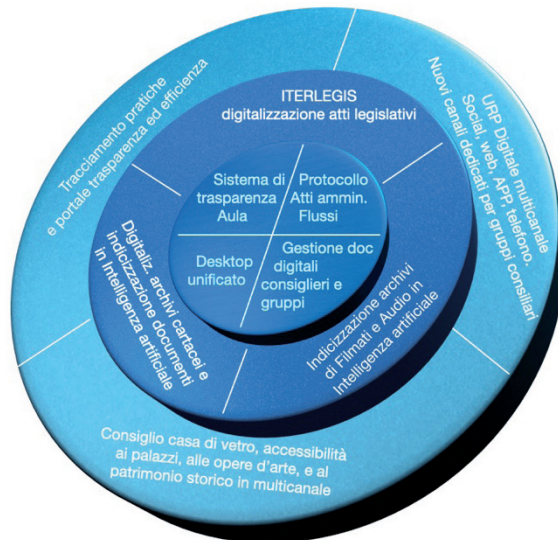 Tracciamento pratiche
e portale trasparenza ed efficienza
URP Digitale multicanale
Social, web, APP, telefono.
Nuovi canali dedicati per gruppi consiliari
ITERLEGIS
digitalizzazione atti legislativi
Sistema di
trasparenza
Aula
Protocollo
Atti ammin.
Flussi
Desktop
unificato
Gestione doc
digitali
consiglieri e
gruppi
Digitaliz. archivi cartacei e
indicizzazione documenti
in Intelligenza artificiale
Indicizzazione archivi
di Filmati e Audio in
Intelligenza artificiale
Consiglio casa di vetro, accessibilità
ai palazzi, alle opere d'arte, e al
patrimonio storico in multicanale